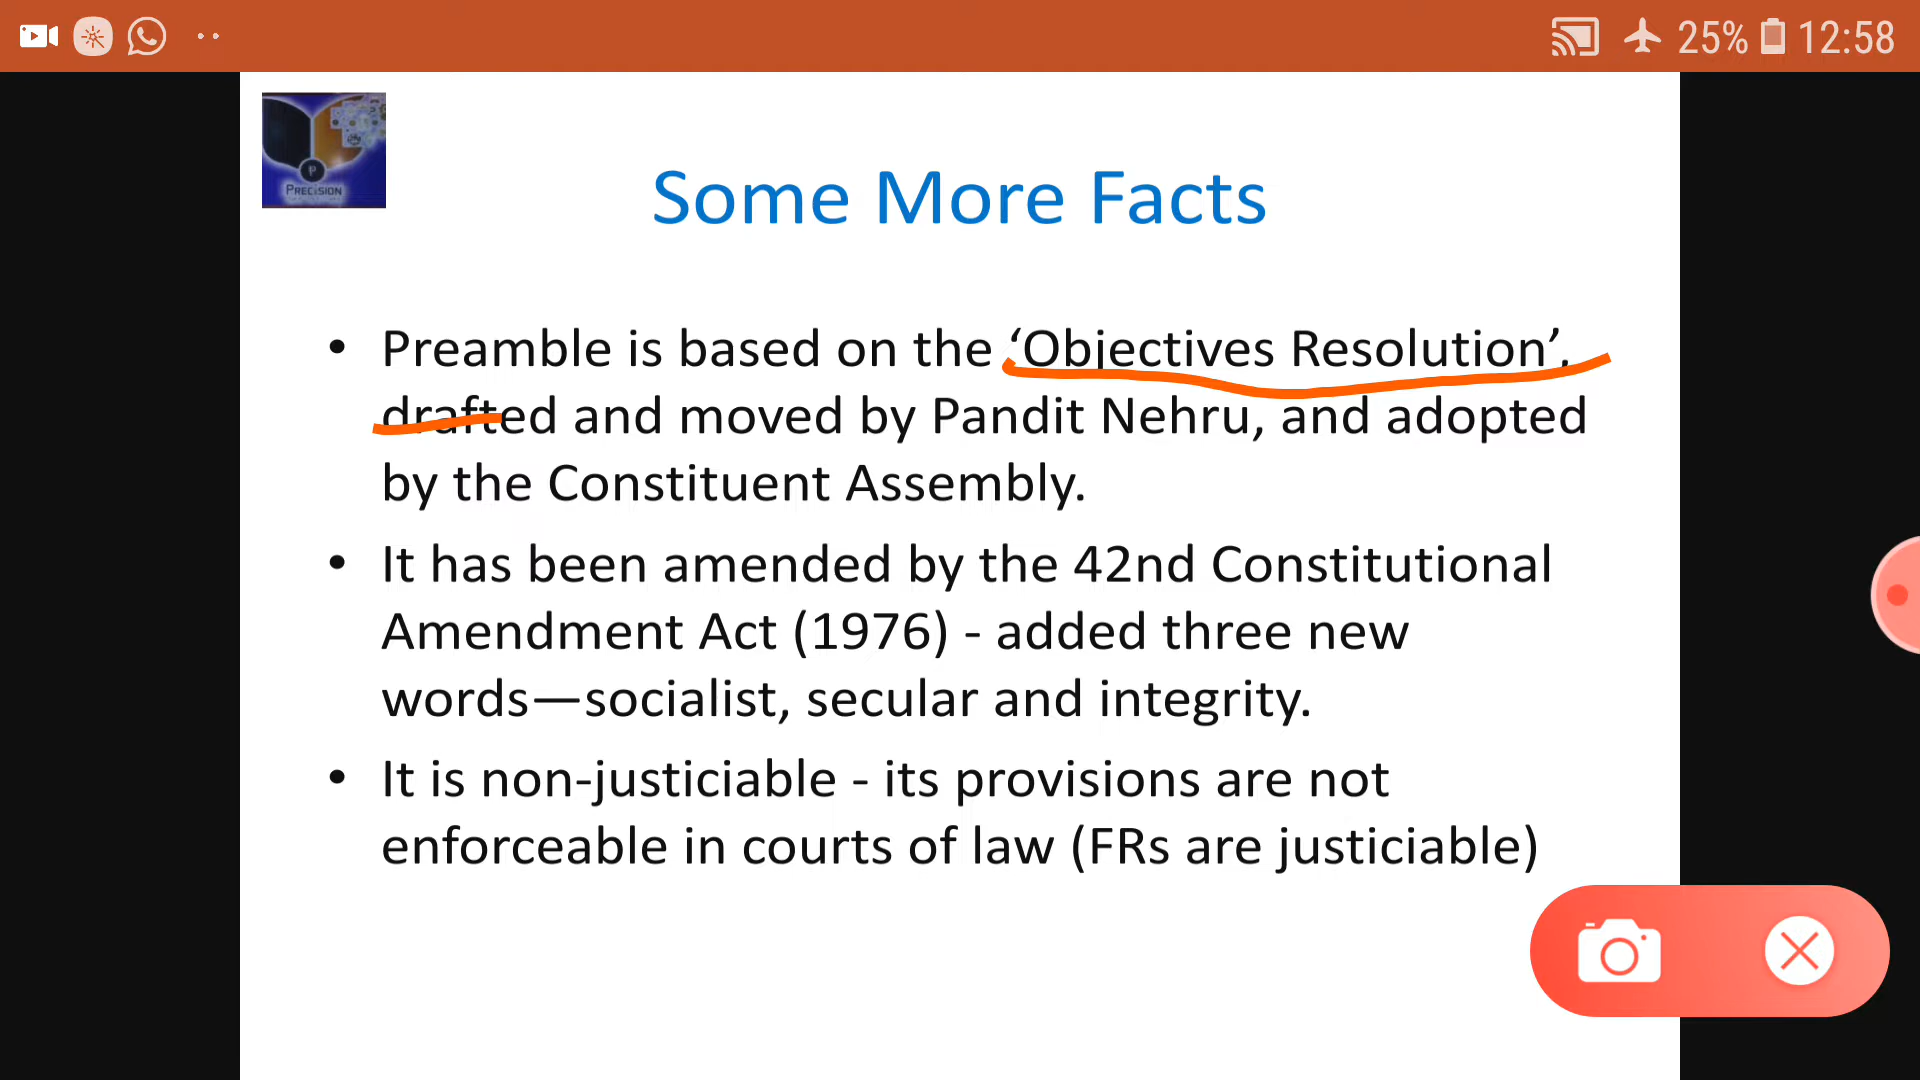 25% 12:58
PRECISION
Some More Facts
• Preamble is based on the ‘Objectives Resolution’,
drafted and moved by Pandit Nehru, and adopted
by the Constituent Assembly.
• It has been amended by the 42nd Constitutional
Amendment Act (1976) - added three new
words—socialist, secular and integrity.
• It is non-justiciable - its provisions are not
enforceable in courts of law (FRs are justiciable)